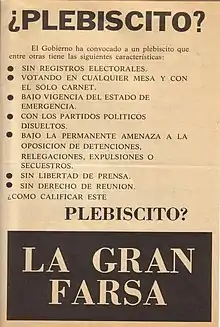 ¿PLEBISCITO?
El Gobierno ha convocado a un plebiscito que
entre otras tiene las siguientes características:
● SIN REGISTROS ELECTORALES.
● VOTANDO EN CUALQUIER MESA Y CON
EL SOLO CARNET.
● BAJO VIGENCIA DEL ESTADO DE
EMERGENCIA.
● CON LOS PARTIDOS POLITICOS
DISUELTOS.
● BAJO LA PERMANENTE AMENAZA A LA
OPOSICION DE DETENCIONES,
RELEGACIONES, EXPULSIONES O
SECUESTROS.
● SIN LIBERTAD DE PRENSA.
● SIN DERECHO DE REUNION.
¿COMO CALIFICAR ESTE
PLEBISCITO?
LA GRAN
FARSA